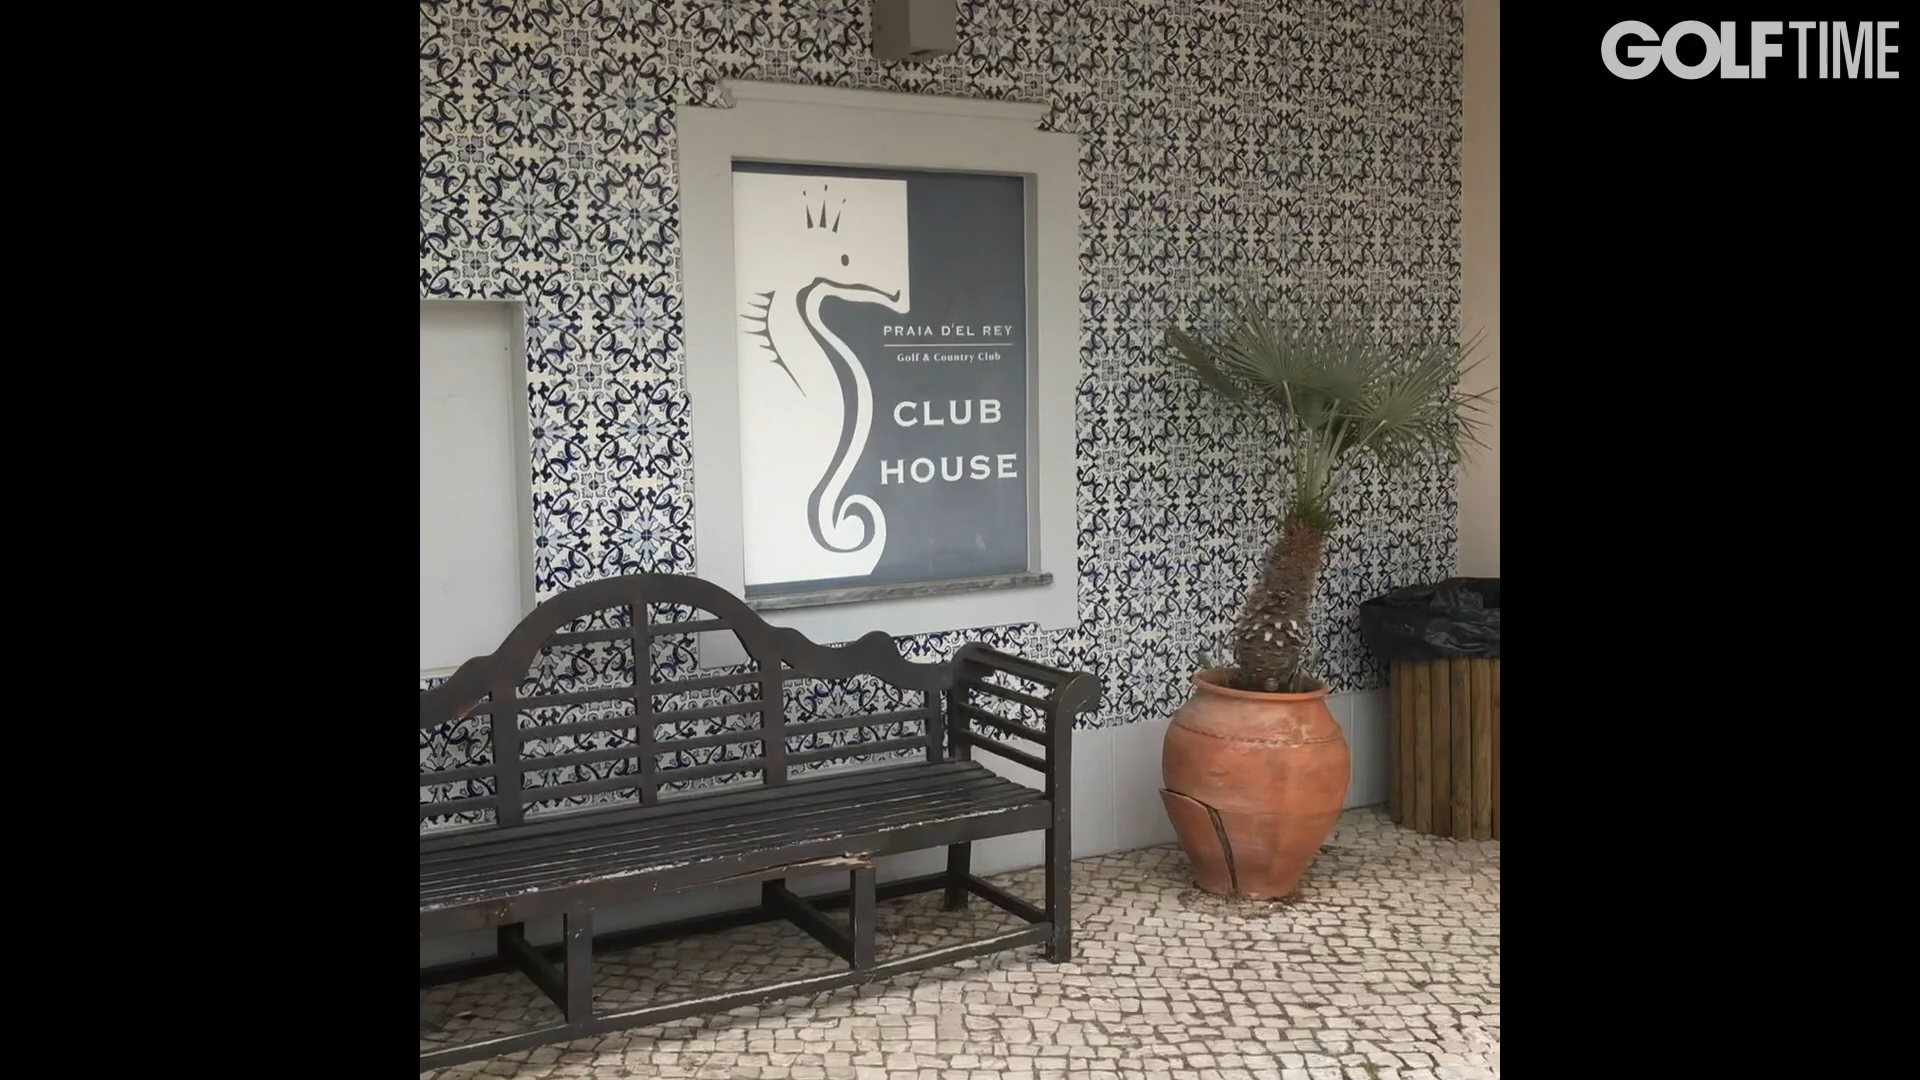 GOLFTIME
PRAIA D'EL REY
Golf & Country Club
CLUB
HOUSE